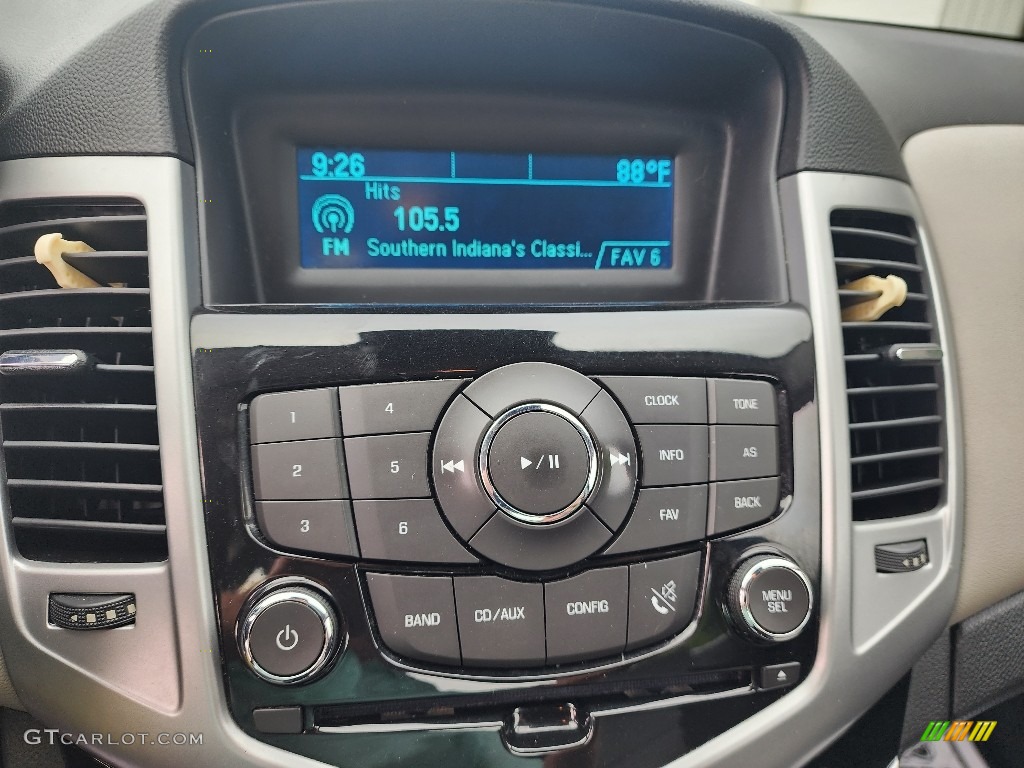 9:26 88°F
Hits
105.5
FM Southern Indiana's Classi... FAV 6
1 4 CLOCK TONE
2 5 INFO AS
3 6 FAV BACK
BAND CD/AUX CONFIG
MENU
SEL
GTCARLOT.COM